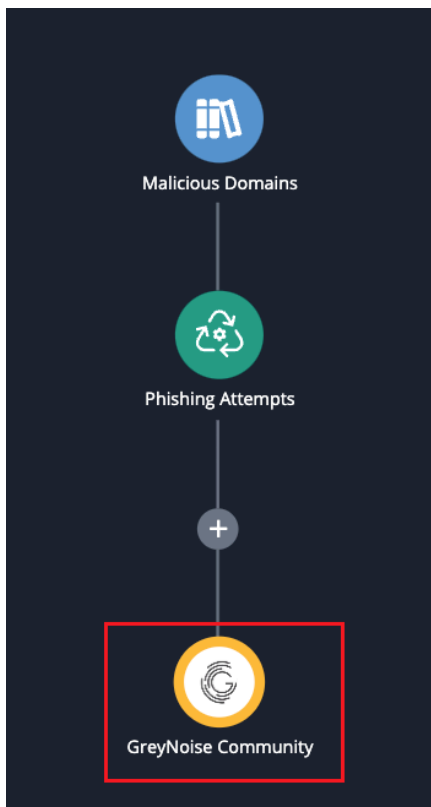 Malicious Domains
Phishing Attempts
+
G
GreyNoise Community